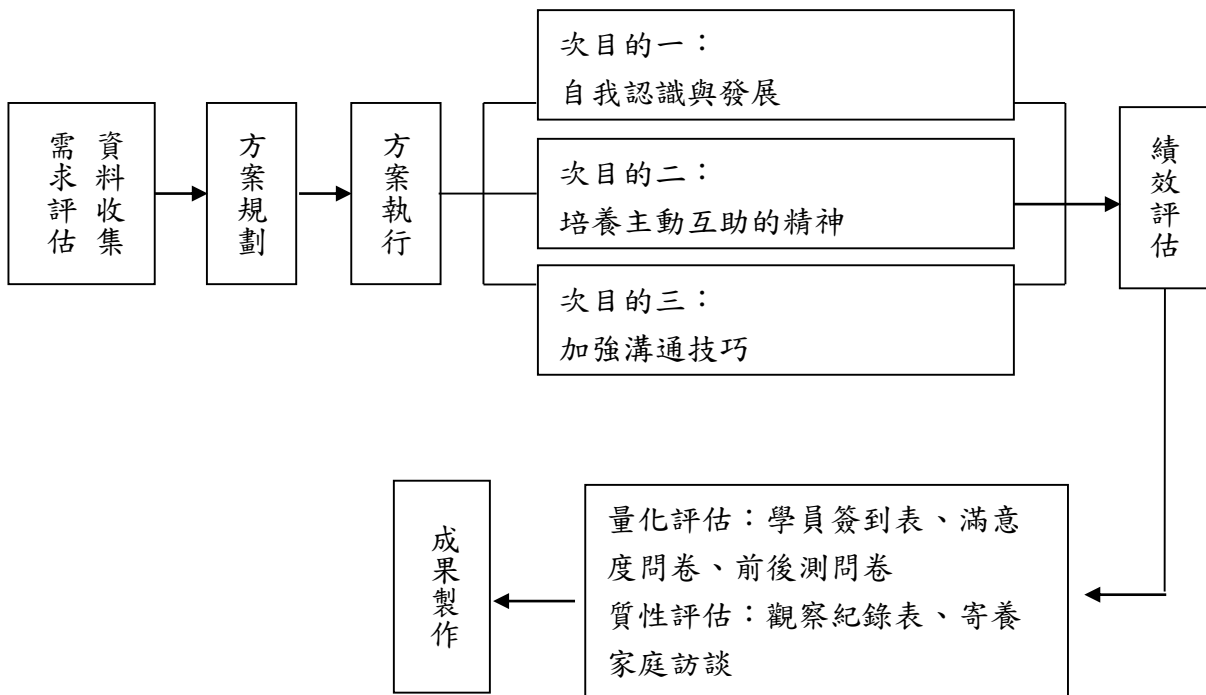 資料收集
需求評估
方案規劃
方案執行
次目的一：
自我認識與發展
次目的二：
培養主動互助的精神
次目的三：
加強溝通技巧
績效評估
量化評估：學員簽到表、滿意
度問卷、前後測問卷
質性評估：觀察紀錄表、寄養
家庭訪談
成果製作